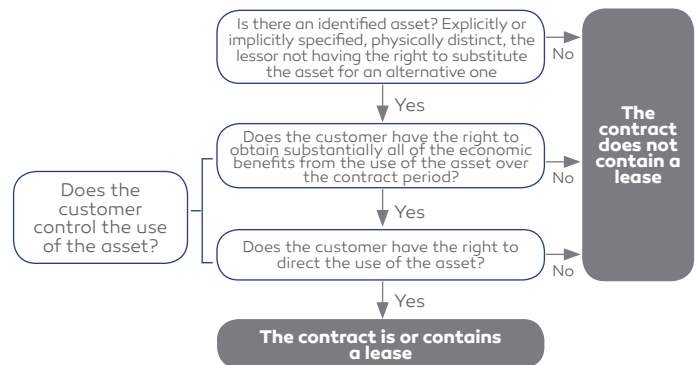 Is there an identified asset? Explicitly or
implicitly specified, physically distinct, the
lessor not having the right to substitute
the asset for an alternative one
No
Yes
The
contract
does not
contain a
lease
Does the customer have the right to
obtain substantially all of the economic
benefits from the use of the asset over
the contract period?
No
Does the
customer
control the use
of the asset?
Yes
Does the customer have the right to
direct the use of the asset?
No
Yes
The contract is or contains
a lease